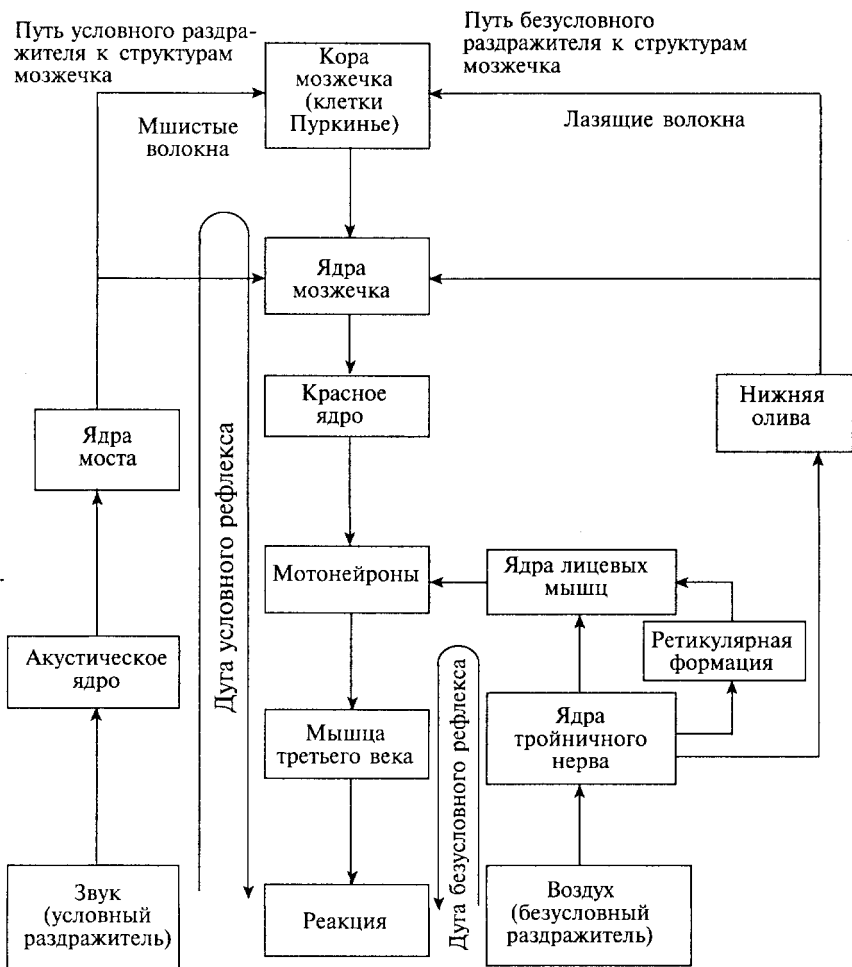 Путь условного раздра-
жителя к структурам
мозжечка
Путь безусловного
раздражителя к структурам
мозжечка
Кора
мозжечка
(клетки
Пуркинье)
Мшистые
волокна
Лазящие волокна
Ядра
мозжечка
Красное
ядро
Нижняя
олива
Ядра
моста
Дуга условного рефлекса
Мотонейроны
Ядра лицевых
мышц
Ретикулярная
формация
Акустическое
ядро
Мышца
третьего века
Дуга безусловного рефлекса
Ядра
тройничного
нерва
Звук
(условный
раздражитель)
Реакция
Воздух
(безусловный
раздражитель)